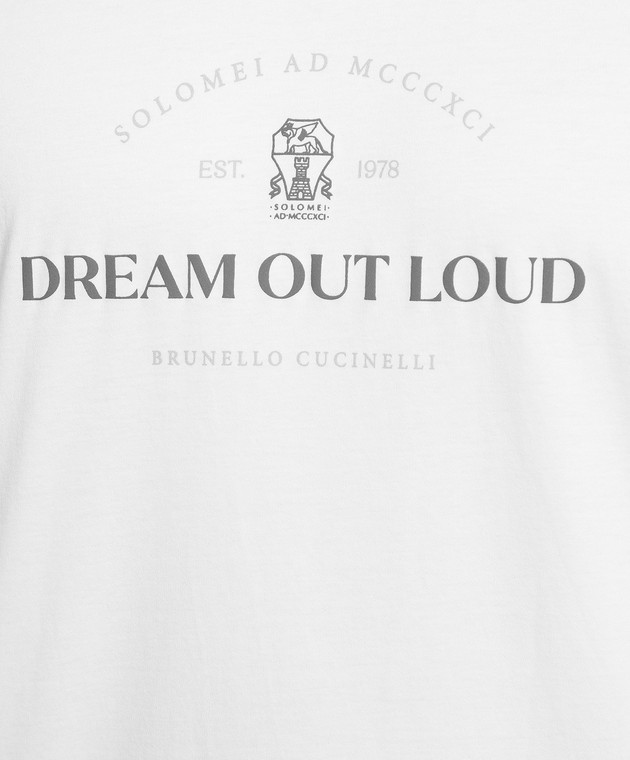 SOLOMEI AD MCCCXCI
EST. 1978
·SOLOMEI·
·AD·MCCCXCI·
DREAM OUT LOUD
BRUNELLO CUCINELLI